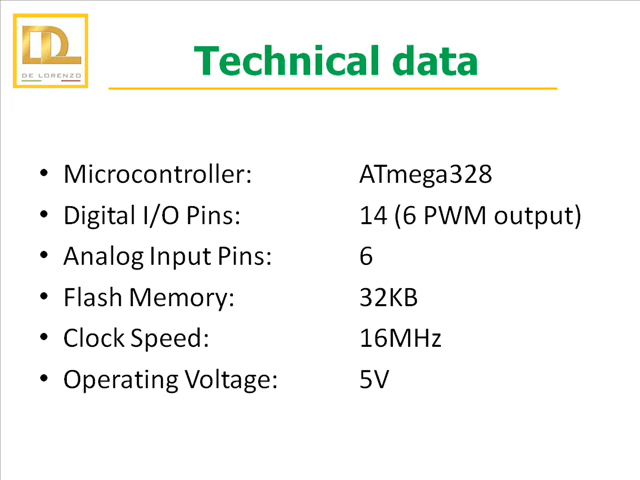 DE LORENZO
Technical data
• Microcontroller: ATmega328
• Digital I/O Pins: 14 (6 PWM output)
• Analog Input Pins: 6
• Flash Memory: 32KB
• Clock Speed: 16MHz
• Operating Voltage: 5V